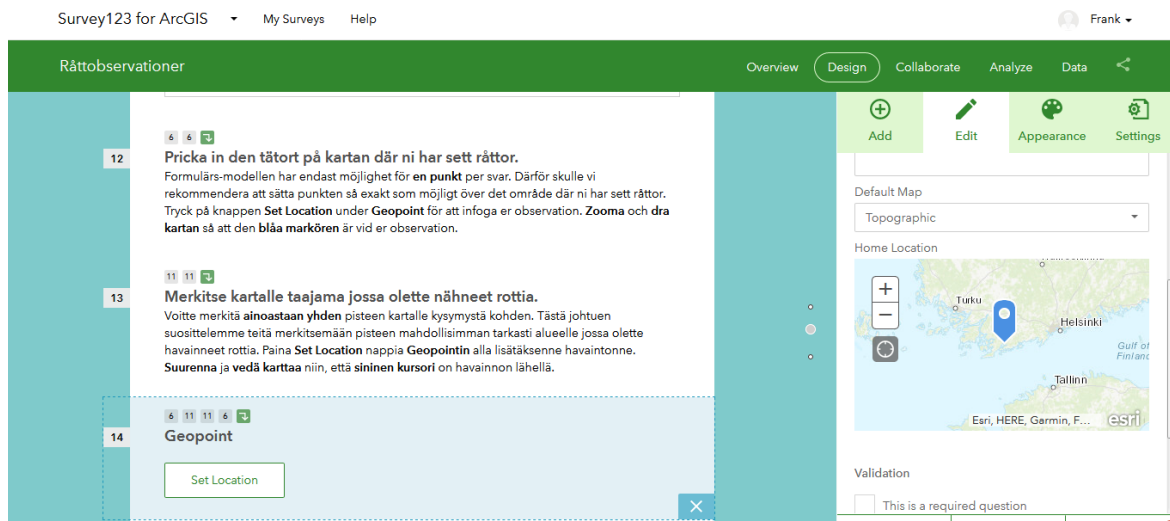 Survey123 for ArcGIS My Surveys Help Frank
Råttobservationer Overview Design Collaborate Analyze Data
6 6
12 Pricka in den tätort på kartan där ni har sett råttor.
Formulärs-modellen har endast möjlighet för en punkt per svar. Därför skulle vi
rekommendera att sätta punkten så exakt som möjligt över det område där ni har sett råttor.
Tryck på knappen Set Location under Geopoint för att infoga er observation. Zooma och dra
kartan så att den blåa markören är vid er observation.
11 11
13 Merkitse kartalle taajama jossa olette nähneet rottia.
Voitte merkitä ainoastaan yhden pisteen kartalle kysymystä kohden. Tästä johtuen
suosittelemme teitä merkitsemään pisteen mahdollisimman tarkasti alueelle jossa olette
havainneet rottia. Paina Set Location nappia Geopointin alla lisätäksenne havaintonne.
Suurenna ja vedä karttaa niin, että sininen kursori on havainnon lähellä.
6 11 11 6
14 Geopoint
Set Location
Add Edit Appearance Settings
Default Map
Topographic
Home Location
+
−
Turku
Helsinki
Gulf of
Finland
Tallinn
Esri, HERE, Garmin, F... esri
Validation
This is a required question